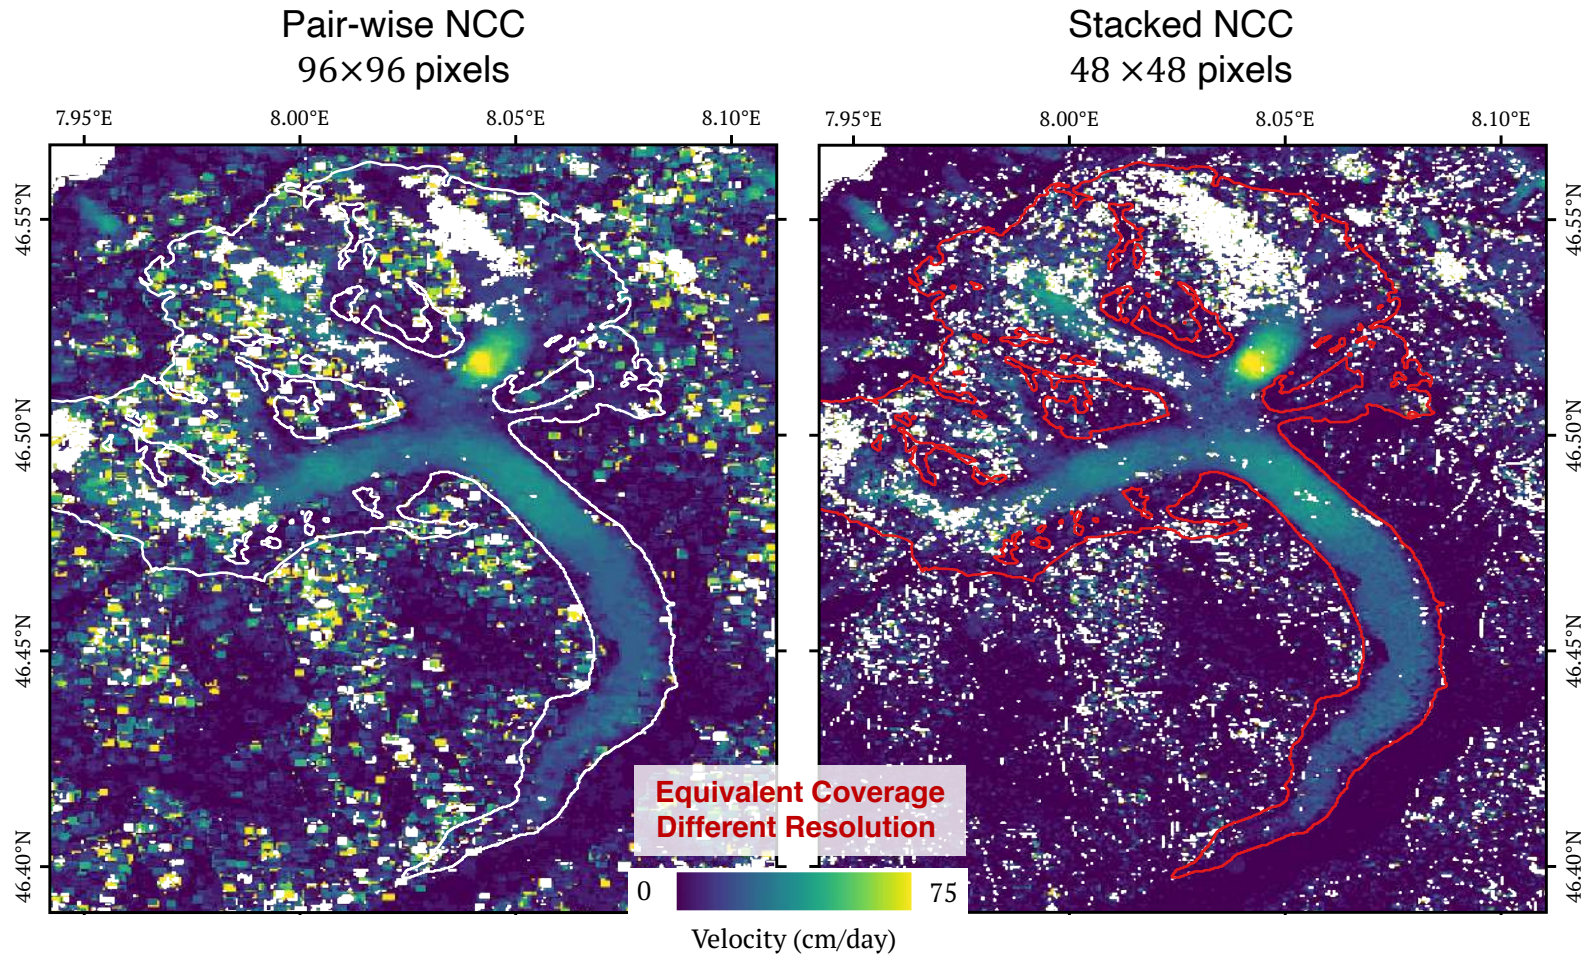 Pair-wise NCC
96×96 pixels
Stacked NCC
48 ×48 pixels
7.95°E 8.00°E 8.05°E 8.10°E
7.95°E 8.00°E 8.05°E 8.10°E
46.55°N
46.50°N
46.45°N
46.40°N
46.55°N
46.50°N
46.45°N
46.40°N
Equivalent Coverage
Different Resolution
0 75
Velocity (cm/day)